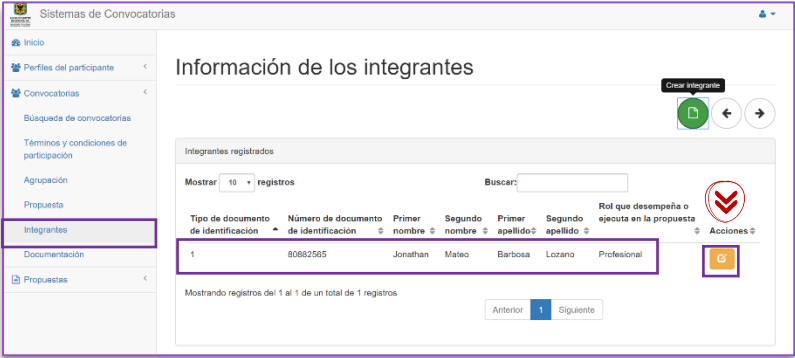 Sistemas de Convocatorias
Inicio
Perfiles del participante
Convocatorias
Búsqueda de convocatorias
Términos y condiciones de
participación
Agrupación
Propuesta
Integrantes
Documentación
Propuestas
Información de los integrantes
Crear integrante
Integrantes registrados
Mostrar 10 registros
Buscar:
Tipo de documento de identificación Número de documento de identificación Primer nombre Segundo nombre Primer apellido Segundo apellido Rol que desempeña o ejecuta en la propuesta Acciones
1 80882565 Jonathan Mateo Barbosa Lozano Profesional
Mostrando registros del 1 al 1 de un total de 1 registros
Anterior 1 Siguiente